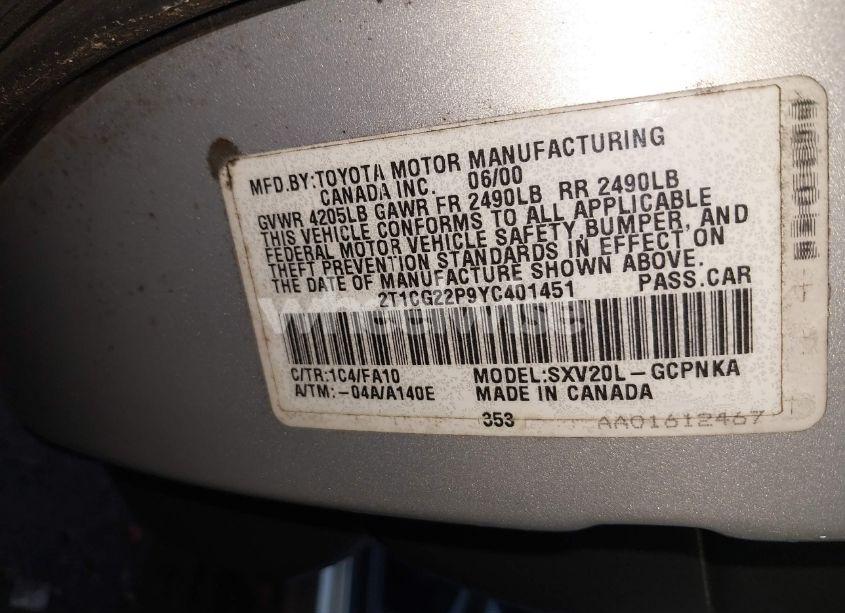 MFD.BY:TOYOTA MOTOR MANUFACTURING
CANADA INC. 06/00
GVWR 4205LB GAWR FR 2490LB RR 2490LB
THIS VEHICLE CONFORMS TO ALL APPLICABLE
FEDERAL MOTOR VEHICLE SAFETY,BUMPER, AND
THEFT PREVENTION STANDARDS IN EFFECT ON
THE DATE OF MANUFACTURE SHOWN ABOVE.
2T1CG22P9YC401451 PASS.CAR
wheelwise
C/TR:1C4/FA10 MODEL:SXV20L-GCPNKA
A/TM:-04A/A140E MADE IN CANADA
353 AA01612467